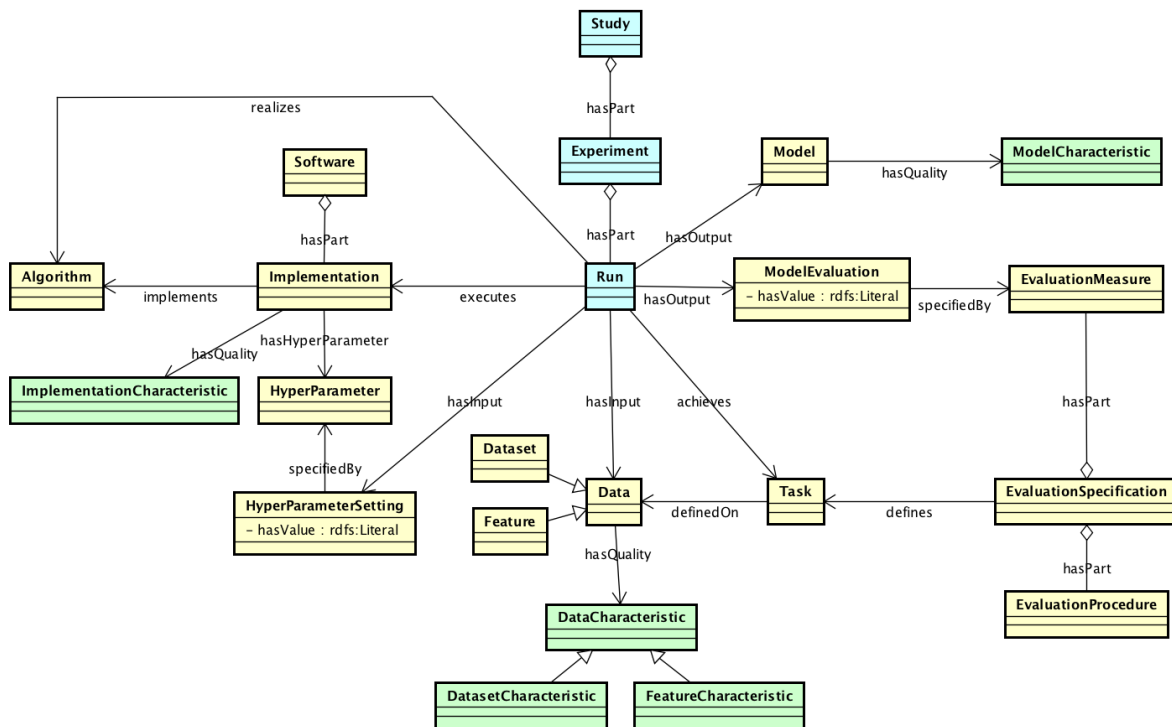 Study
hasPart
realizes
Software
Experiment
Model
ModelCharacteristic
hasQuality
hasPart
hasPart
hasOutput
Algorithm
implements
Implementation
executes
Run
hasOutput
ModelEvaluation
- hasValue : rdfs:Literal
specifiedBy
EvaluationMeasure
hasQuality
hasHyperParameter
ImplementationCharacteristic
HyperParameter
hasInput
hasInput
achieves
hasPart
specifiedBy
Dataset
HyperParameterSetting
- hasValue : rdfs:Literal
Feature
Data
definedOn
Task
defines
EvaluationSpecification
hasQuality
hasPart
DataCharacteristic
EvaluationProcedure
DatasetCharacteristic
FeatureCharacteristic